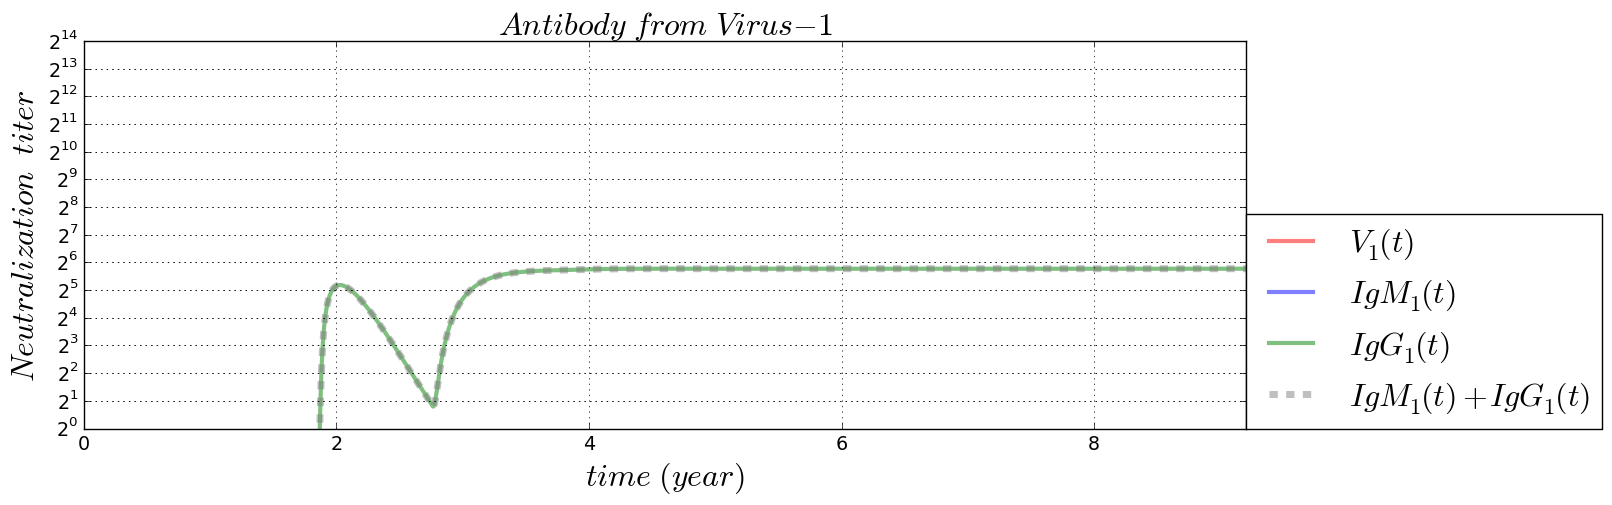 Antibody from Virus−1
Neutralization titer
2^14
2^13
2^12
2^11
2^10
2^9
2^8
2^7
2^6
2^5
2^4
2^3
2^2
2^1
2^0
0 2 4 6 8
time (year)
V_1(t)
IgM_1(t)
IgG_1(t)
IgM_1(t) + IgG_1(t)